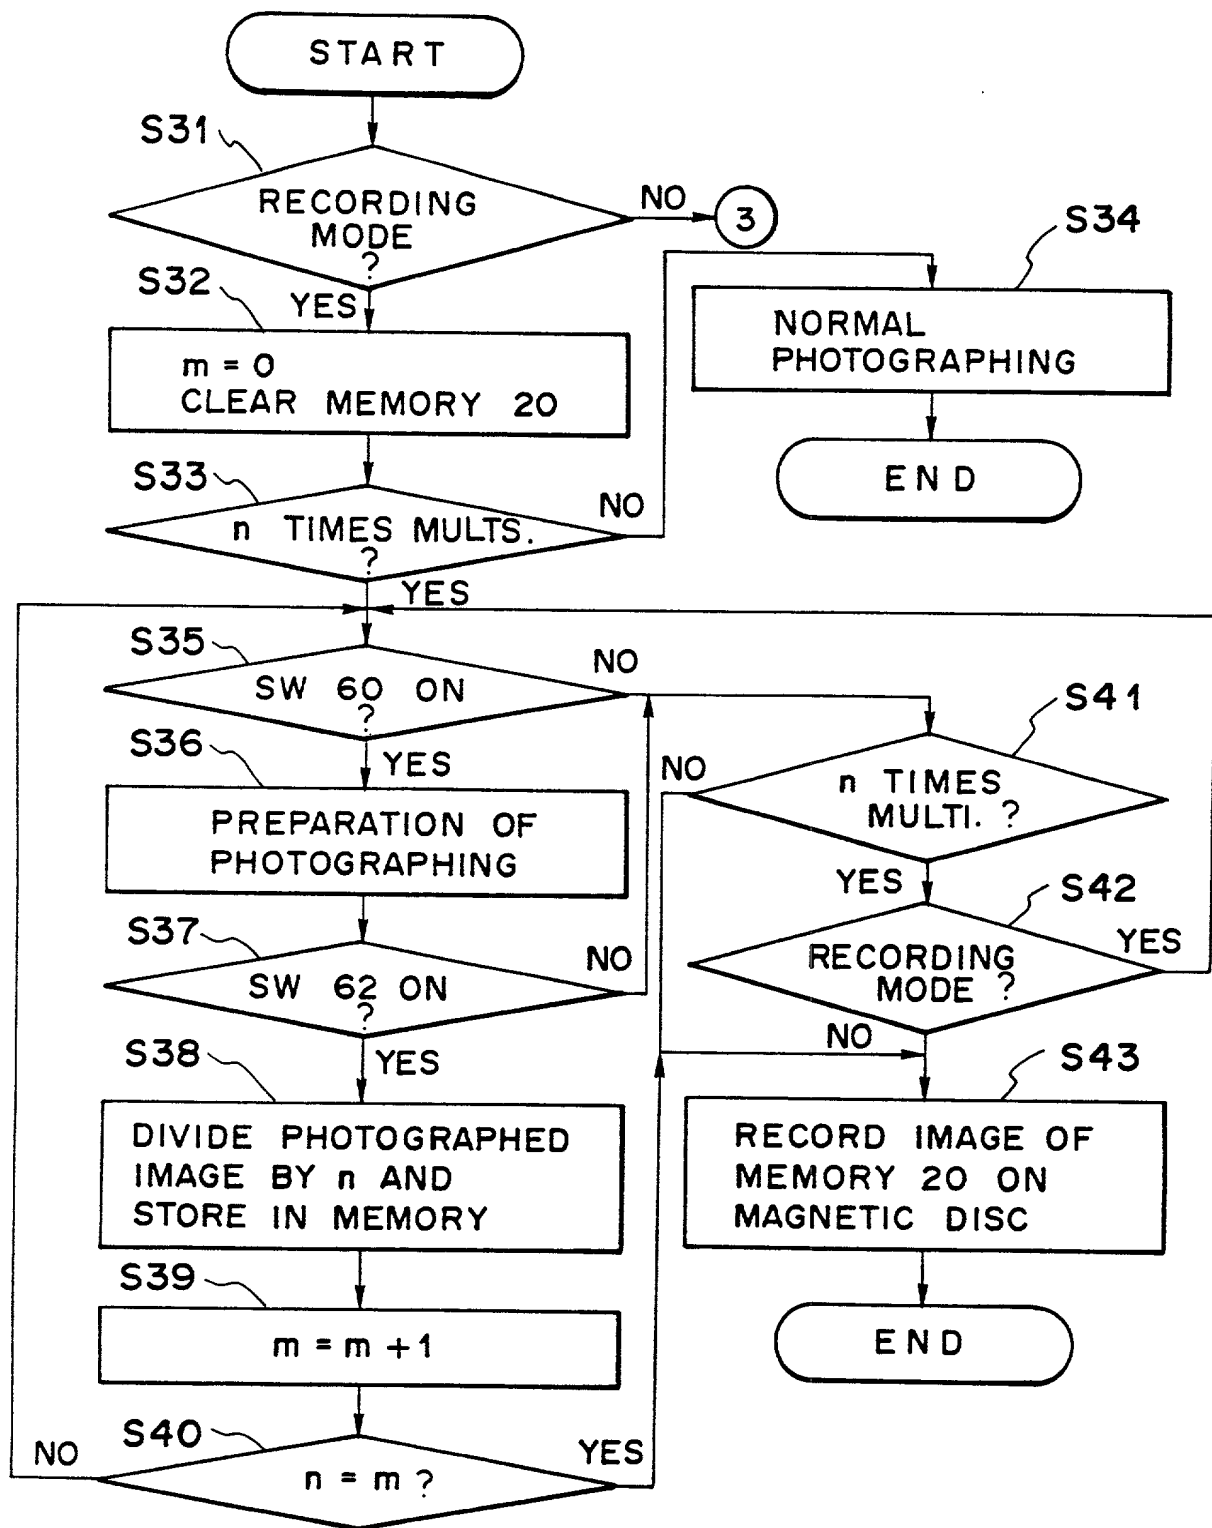 START
S31
RECORDING
MODE
?
NO
3
YES
S32
m = 0
CLEAR MEMORY 20
S33
n TIMES MULTS.
?
NO
YES
S34
NORMAL
PHOTOGRAPHING
END
S35
SW 60 ON
?
NO
YES
S36
PREPARATION OF
PHOTOGRAPHING
S37
SW 62 ON
?
NO
YES
S38
DIVIDE PHOTOGRAPHED
IMAGE BY n AND
STORE IN MEMORY
S39
m = m + 1
S40
n = m ?
NO
YES
S41
n TIMES
MULTI. ?
NO
YES
S42
RECORDING
MODE ?
YES
NO
S43
RECORD IMAGE OF
MEMORY 20 ON
MAGNETIC DISC
END